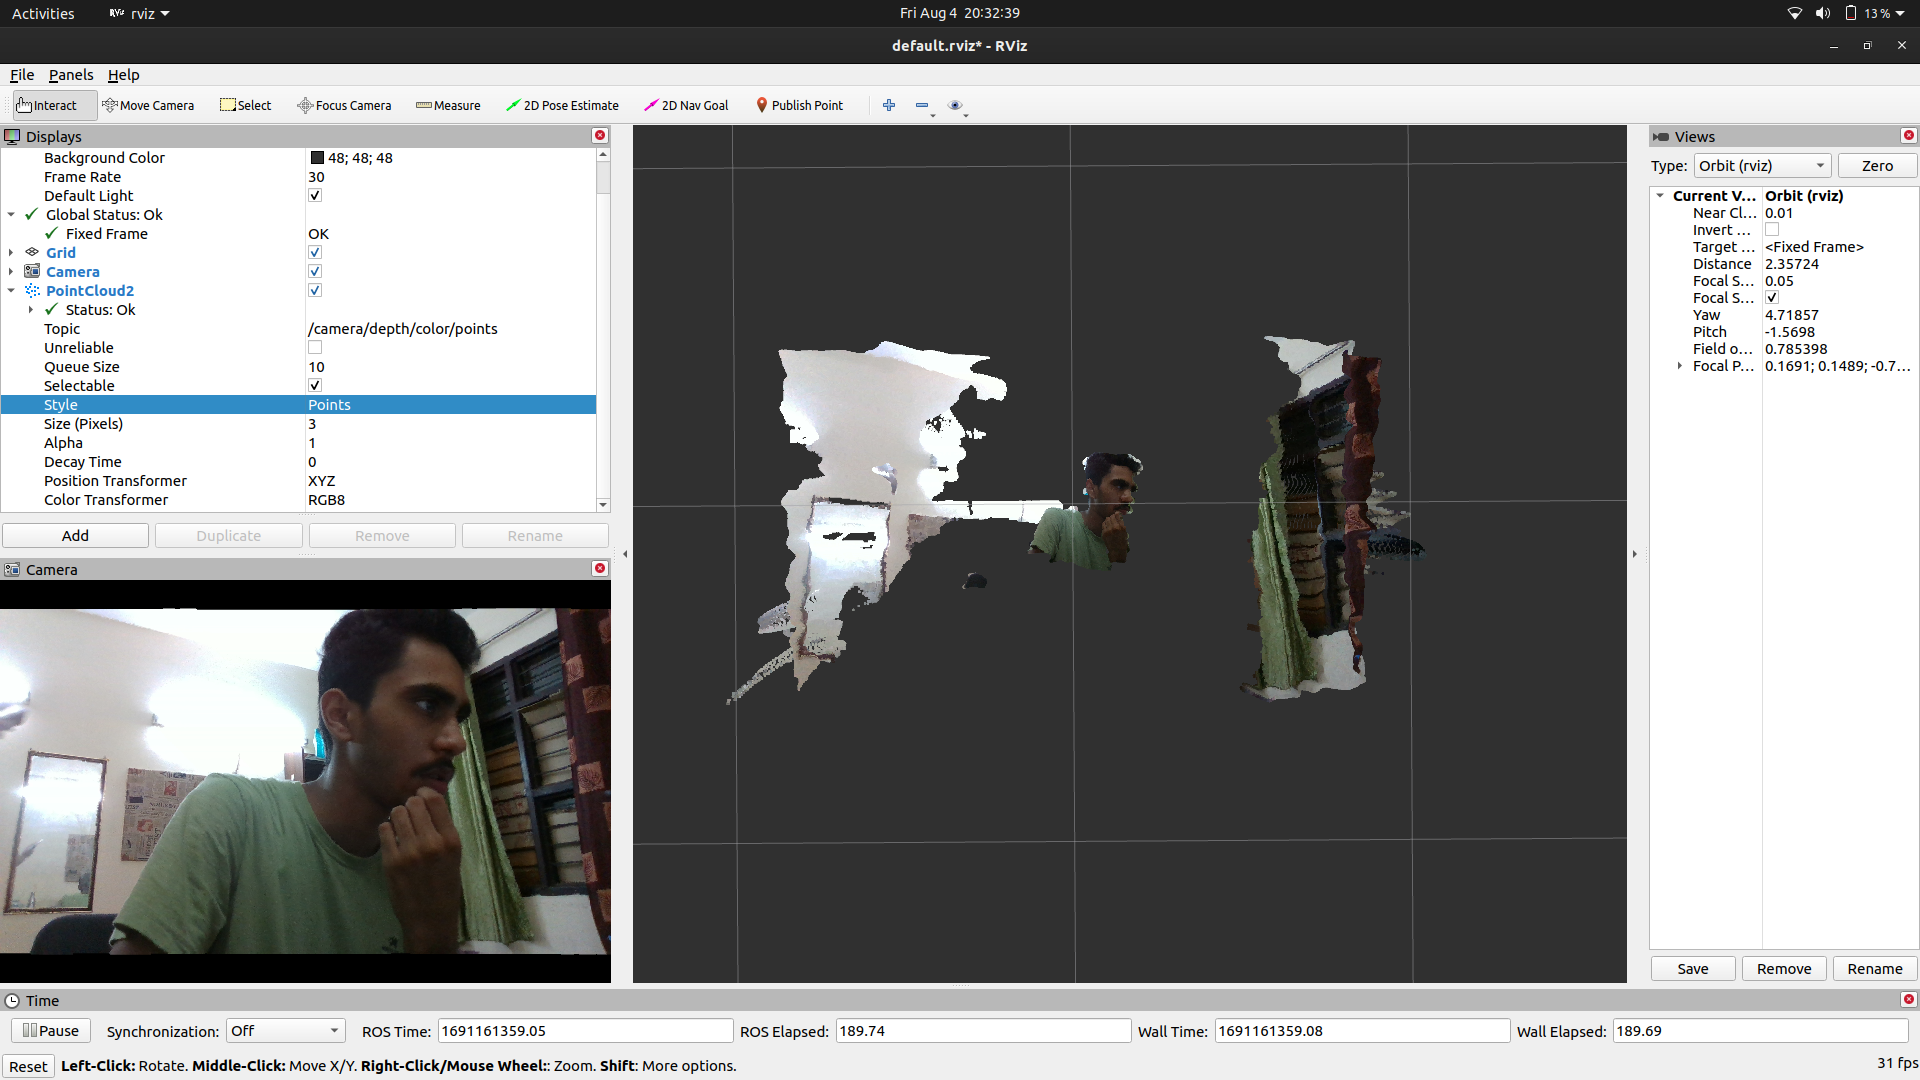 Activities rviz Fri Aug 4 20:32:39 13 %
default.rviz* - RViz
File Panels Help
Interact Move Camera Select Focus Camera Measure 2D Pose Estimate 2D Nav Goal Publish Point
Displays
Background Color 48; 48; 48
Frame Rate 30
Default Light
Global Status: Ok
Fixed Frame OK
Grid
Camera
PointCloud2
Status: Ok
Topic /camera/depth/color/points
Unreliable
Queue Size 10
Selectable
Style Points
Size (Pixels) 3
Alpha 1
Decay Time 0
Position Transformer XYZ
Color Transformer RGB8
Add Duplicate Remove Rename
Camera
Views
Type: Orbit (rviz) Zero
Current V... Orbit (rviz)
Near Cl... 0.01
Invert ...
Target ... <Fixed Frame>
Distance 2.35724
Focal S... 0.05
Focal S...
Yaw 4.71857
Pitch -1.5698
Field o... 0.785398
Focal P... 0.1691; 0.1489; -0.7...
Save Remove Rename
Time
Pause Synchronization: Off ROS Time: 1691161359.05 ROS Elapsed: 189.74 Wall Time: 1691161359.08 Wall Elapsed: 189.69
Reset Left-Click: Rotate. Middle-Click: Move X/Y. Right-Click/Mouse Wheel:: Zoom. Shift: More options. 31 fps